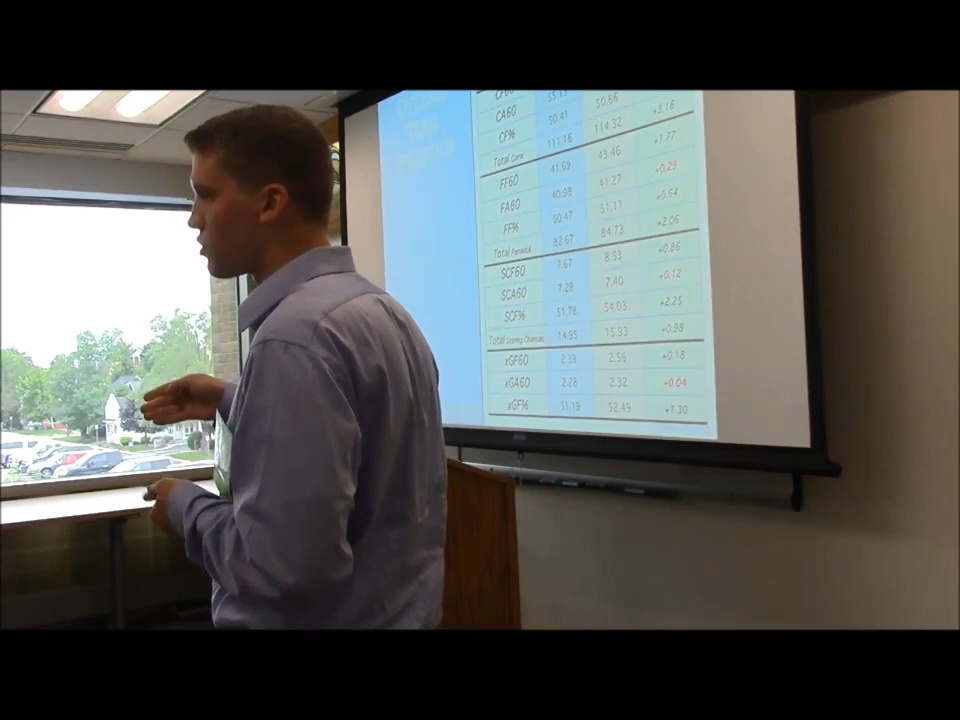 CF60
CA60
CF% 50.41 50.66
Total Corsi 111.16 114.32 +3.16
FF60 41.69 43.46 +1.77
FA60 40.98 41.27 +0.29
FF% 50.47 51.11 +0.64
Total Fenwick 82.67 84.73 +2.06
SCF60 7.67 8.53 +0.86
SCA60 7.28 7.40 +0.12
SCF% 51.78 54.03 +2.25
Total Scoring Chances 14.95 15.93 +0.98
xGF60 2.33 2.56 +0.18
xGA60 2.28 2.32 +0.04
xGF% 51.19 52.49 +1.30